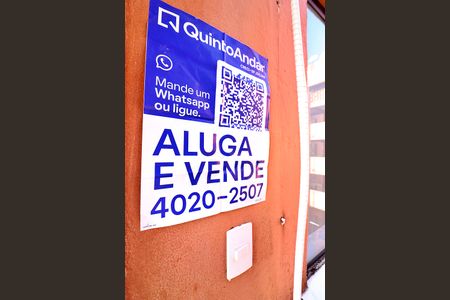 QuintoAndar
Mande um
Whatsapp
ou ligue.
ALUGA
E VENDE
4020-2507